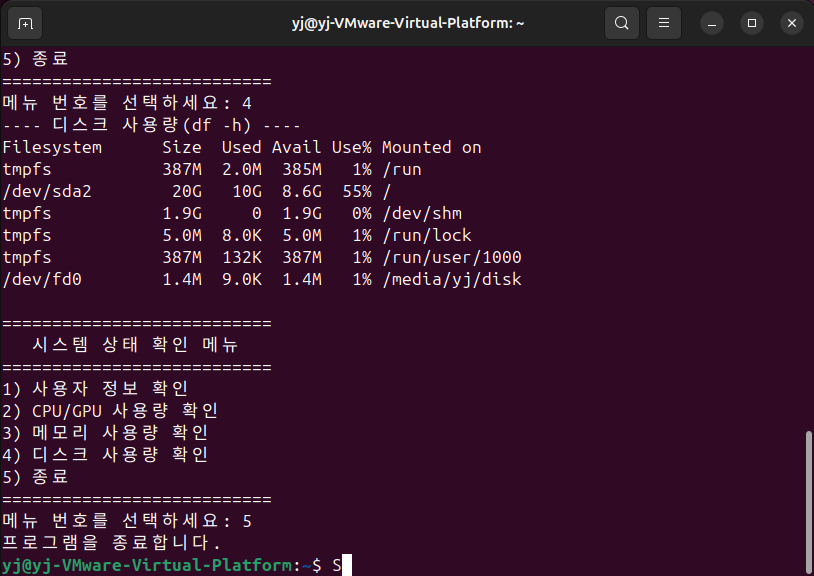 yj@yj-VMware-Virtual-Platform: ~
5) 종료
===========================
메뉴 번호를 선택하세요: 4
---- 디스크 사용량(df -h) ----
Filesystem      Size  Used Avail Use% Mounted on
tmpfs           387M  2.0M  385M   1% /run
/dev/sda2        20G   10G  8.6G  55% /
tmpfs           1.9G     0  1.9G   0% /dev/shm
tmpfs           5.0M  8.0K  5.0M   1% /run/lock
tmpfs           387M  132K  387M   1% /run/user/1000
/dev/fd0        1.4M  9.0K  1.4M   1% /media/yj/disk
===========================
   시스템 상태 확인 메뉴
===========================
1) 사용자 정보 확인
2) CPU/GPU 사용량 확인
3) 메모리 사용량 확인
4) 디스크 사용량 확인
5) 종료
===========================
메뉴 번호를 선택하세요: 5
프로그램을 종료합니다.
yj@yj-VMware-Virtual-Platform:~$ S